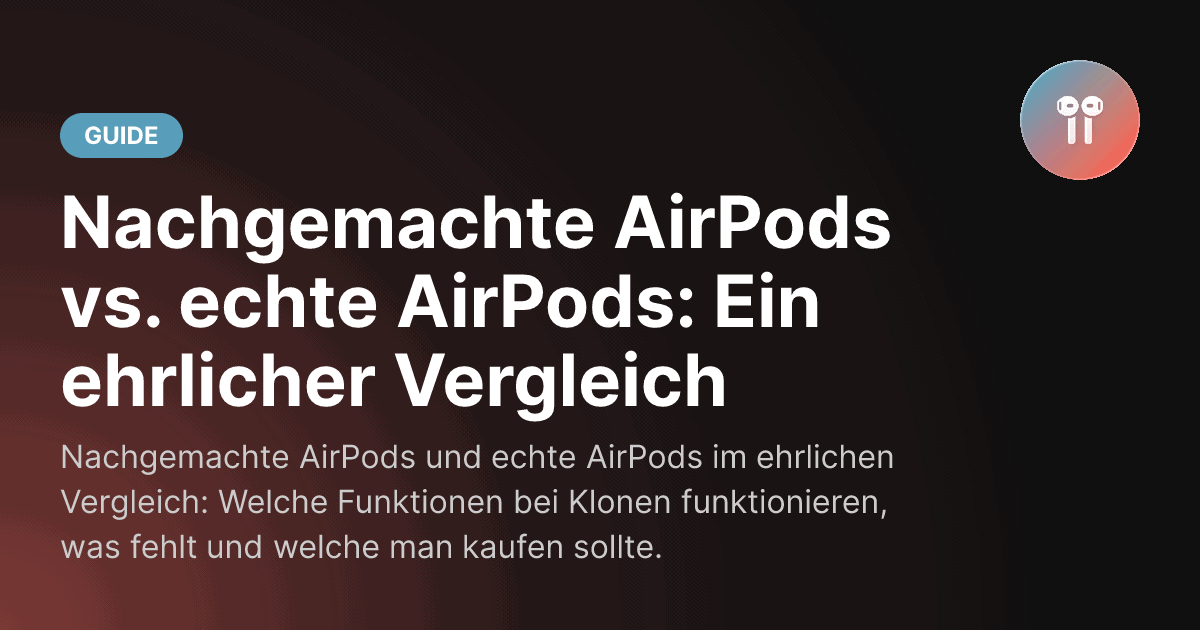 GUIDE
Nachgemachte AirPods
vs. echte AirPods: Ein
ehrlicher Vergleich
Nachgemachte AirPods und echte AirPods im ehrlichen
Vergleich: Welche Funktionen bei Klonen funktionieren,
was fehlt und welche man kaufen sollte.